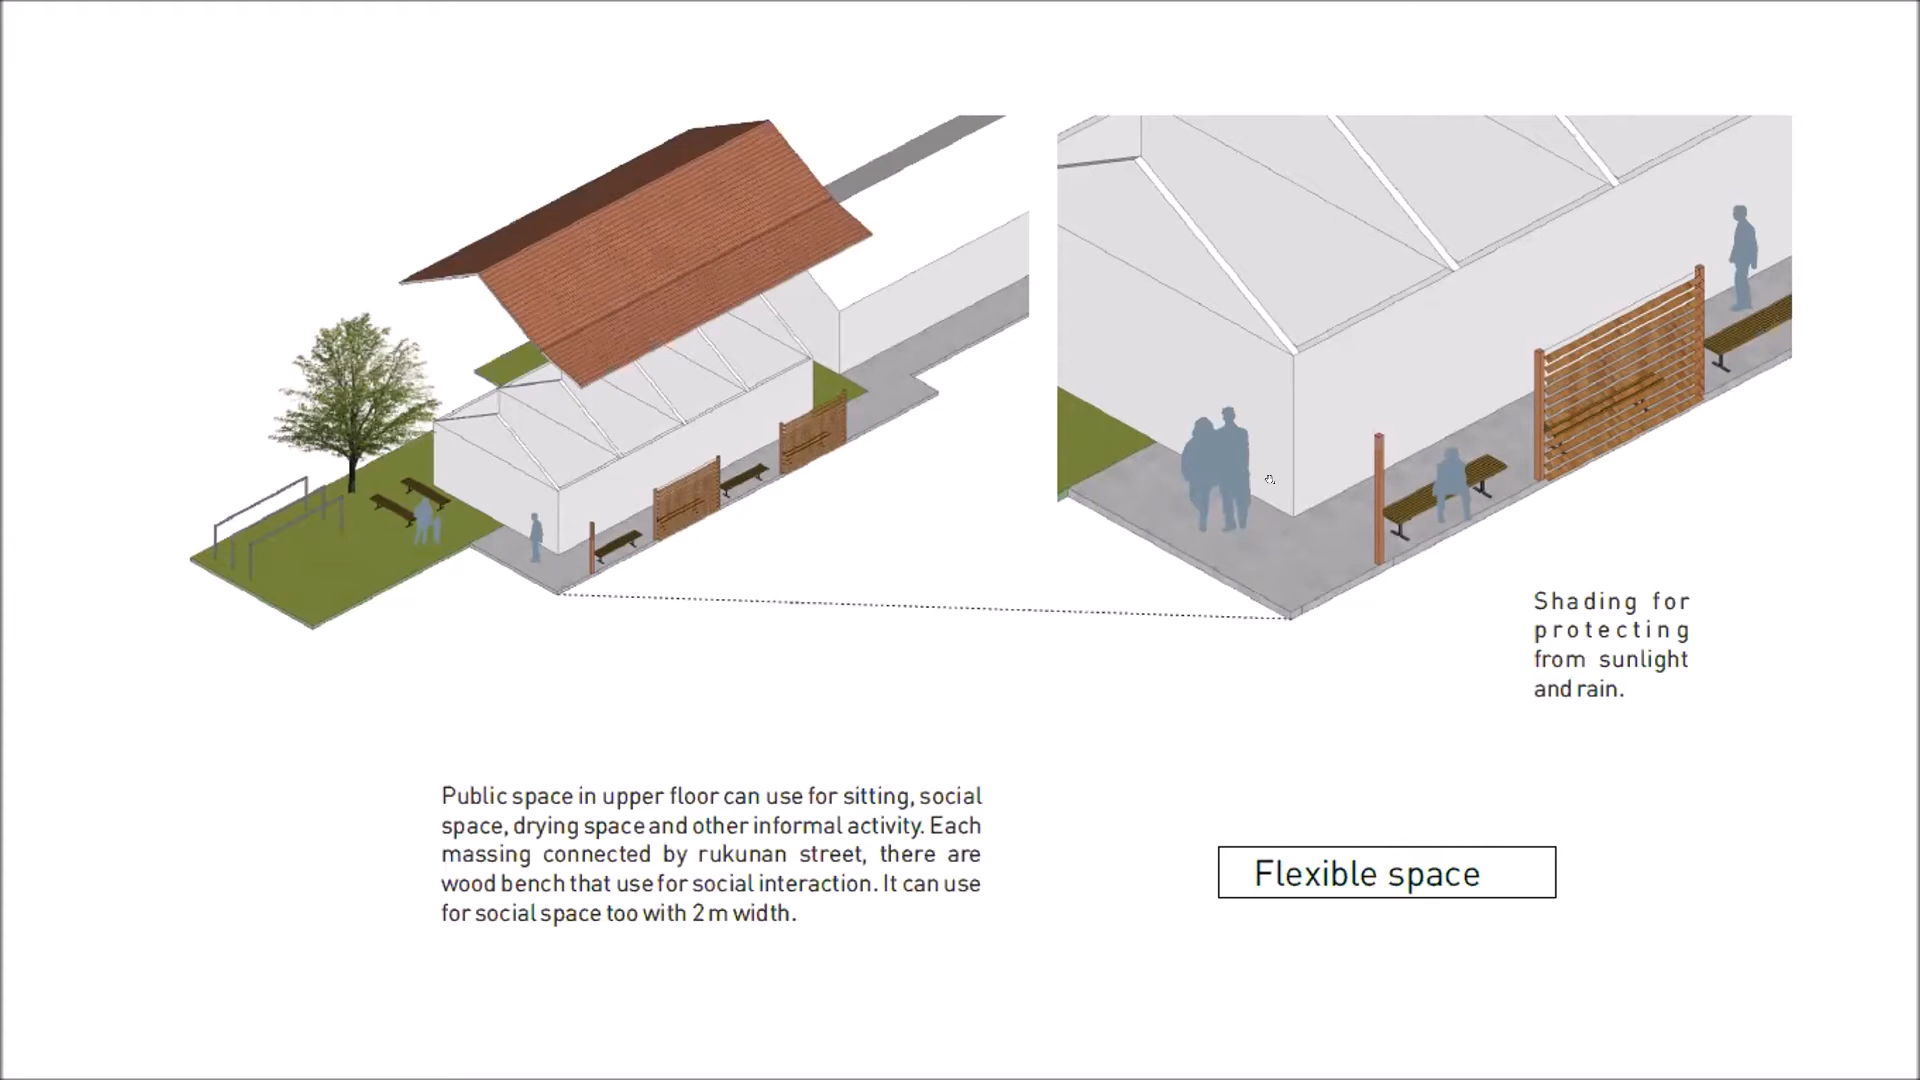 Shading for
protecting
from sunlight
and rain.
Public space in upper floor can use for sitting, social
space, drying space and other informal activity. Each
massing connected by rukunan street, there are
wood bench that use for social interaction. It can use
for social space too with 2 m width.
Flexible space